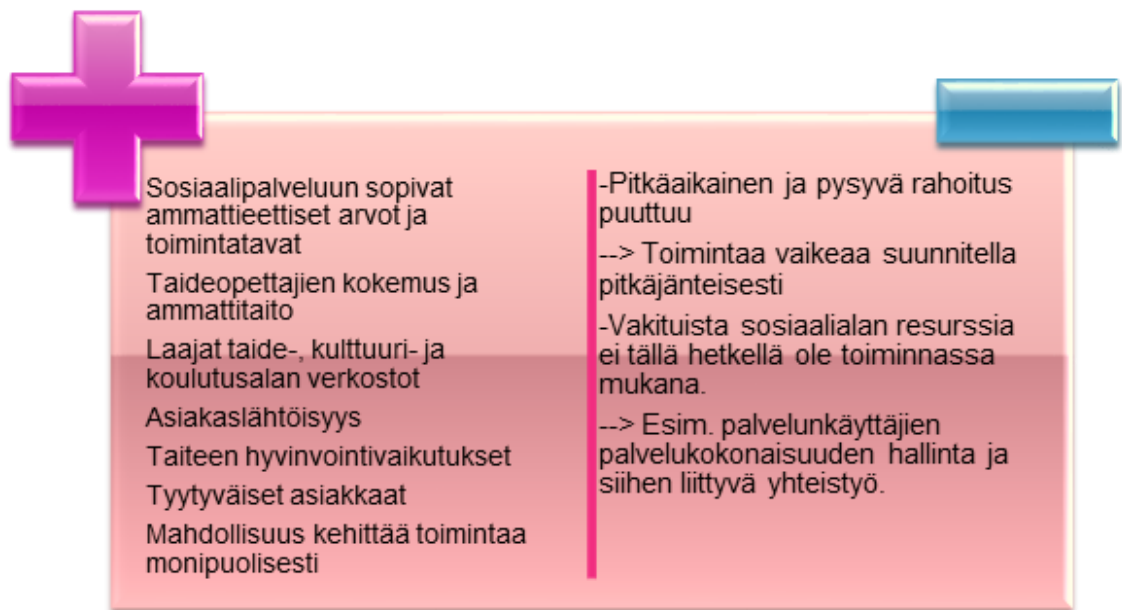 Sosiaalipalveluun sopivat
ammattieettiset arvot ja
toimintatavat
Taideopettajien kokemus ja
ammattitaito
Laajat taide-, kulttuuri- ja
koulutusalan verkostot
Asiakaslähtöisyys
Taiteen hyvinvointivaikutukset
Tyytyväiset asiakkaat
Mahdollisuus kehittää toimintaa
monipuolisesti
-Pitkäaikainen ja pysyvä rahoitus
puuttuu
--> Toimintaa vaikeaa suunnitella
pitkäjänteisesti
-Vakituista sosiaalialan resurssia
ei tällä hetkellä ole toiminnassa
mukana.
--> Esim. palvelunkäyttäjien
palvelukokonaisuuden hallinta ja
siihen liittyvä yhteistyö.